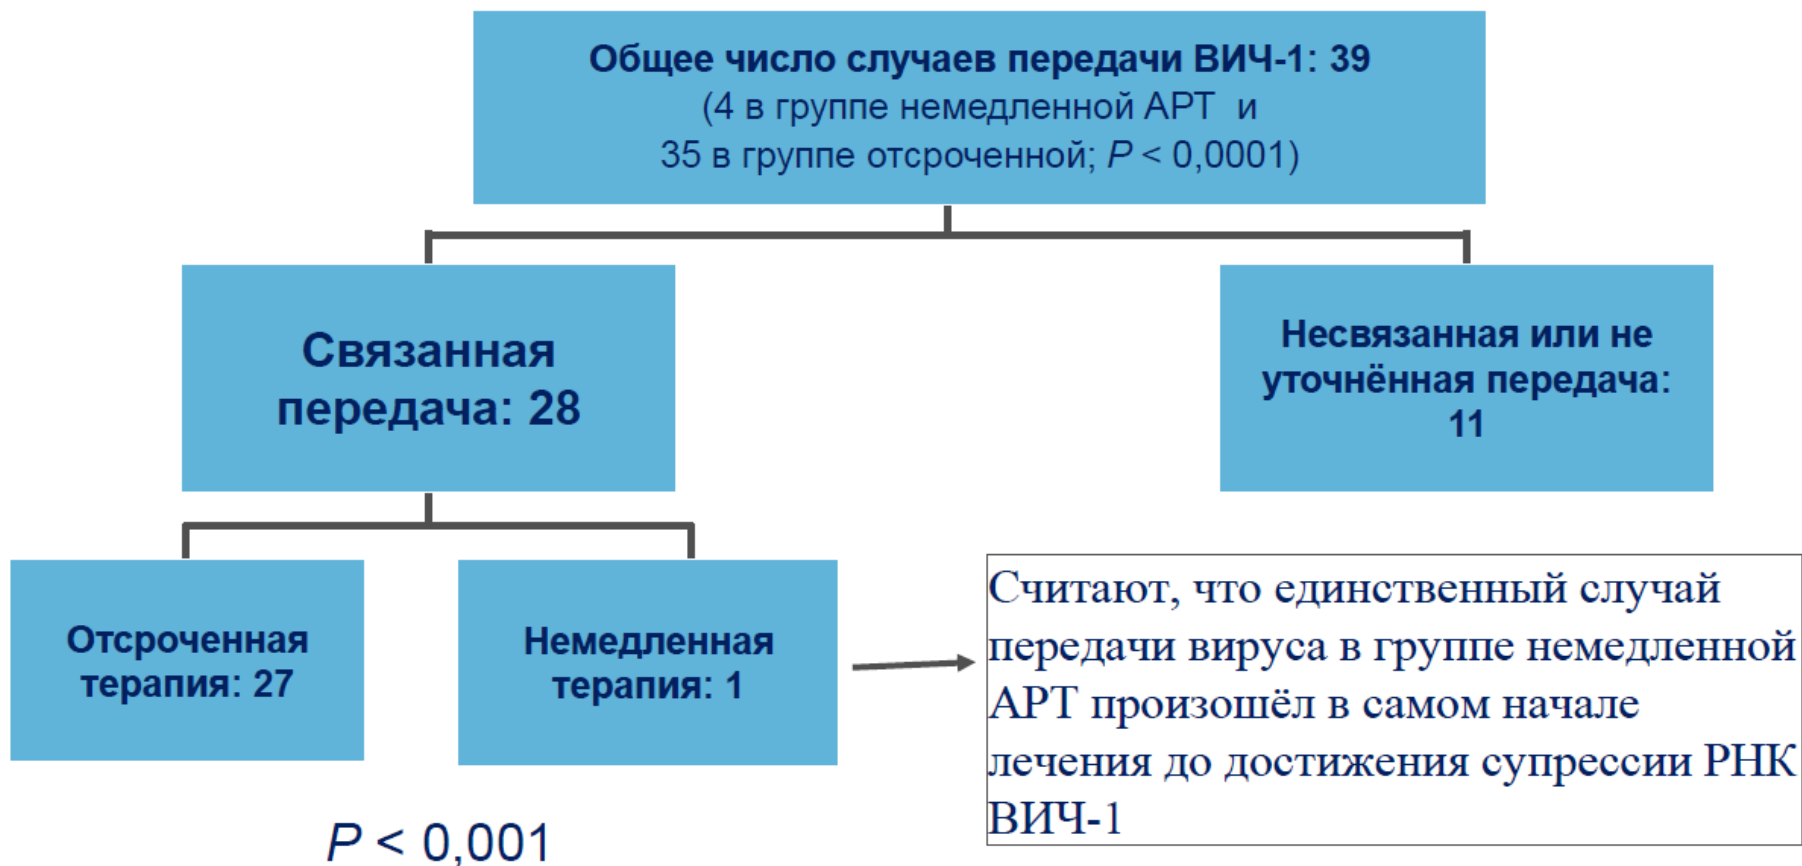 Общее число случаев передачи ВИЧ-1: 39
(4 в группе немедленной АРТ и
35 в группе отсроченной; P < 0,0001)
Связанная
передача: 28
Несвязанная или не
уточнённая передача:
11
Отсроченная
терапия: 27
Немедленная
терапия: 1
Считают, что единственный случай
передачи вируса в группе немедленной
АРТ произошёл в самом начале
лечения до достижения супрессии РНК
ВИЧ-1
P < 0,001